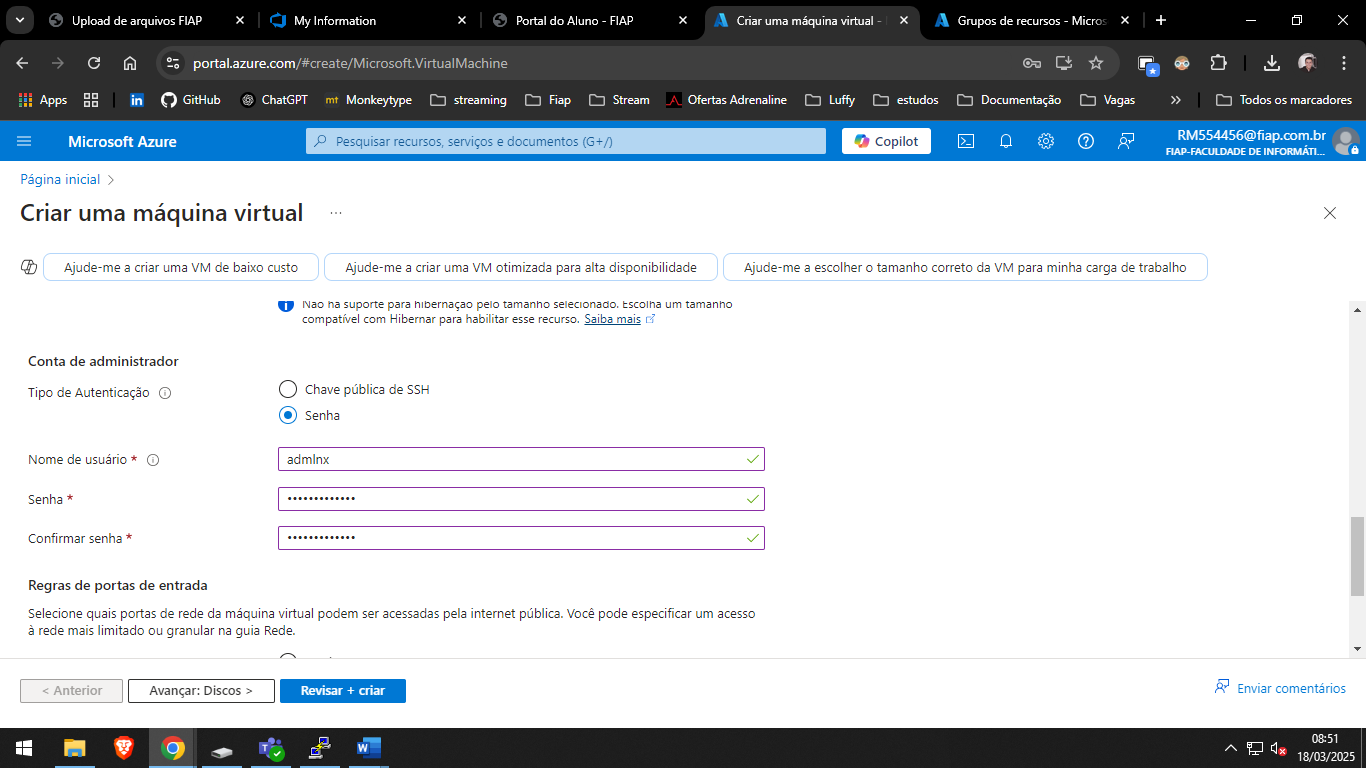 Upload de arquivos FIAP
My Information
Portal do Aluno - FIAP
Criar uma máquina virtual -
Grupos de recursos - Micros
portal.azure.com/#create/Microsoft.VirtualMachine
Apps
GitHub
ChatGPT
mt Monkeytype
streaming
Fiap
Stream
Ofertas Adrenaline
Luffy
estudos
Documentação
Vagas
Todos os marcadores
Microsoft Azure
Pesquisar recursos, serviços e documentos (G+/)
Copilot
RM554456@fiap.com.br
FIAP-FACULDADE DE INFORMÁTI...
Página inicial
Criar uma máquina virtual
Ajude-me a criar uma VM de baixo custo
Ajude-me a criar uma VM otimizada para alta disponibilidade
Ajude-me a escolher o tamanho correto da VM para minha carga de trabalho
Não há suporte para hibernação pelo tamanho selecionado. Escolha um tamanho
compatível com Hibernar para habilitar esse recurso. Saiba mais
Conta de administrador
Tipo de Autenticação
Chave pública de SSH
Senha
Nome de usuário *
admlnx
Senha *
•••••••••••••
Confirmar senha *
•••••••••••••
Regras de portas de entrada
Selecione quais portas de rede da máquina virtual podem ser acessadas pela internet pública. Você pode especificar um acesso
à rede mais limitado ou granular na guia Rede.
< Anterior
Avançar: Discos >
Revisar + criar
Enviar comentários
08:51
18/03/2025